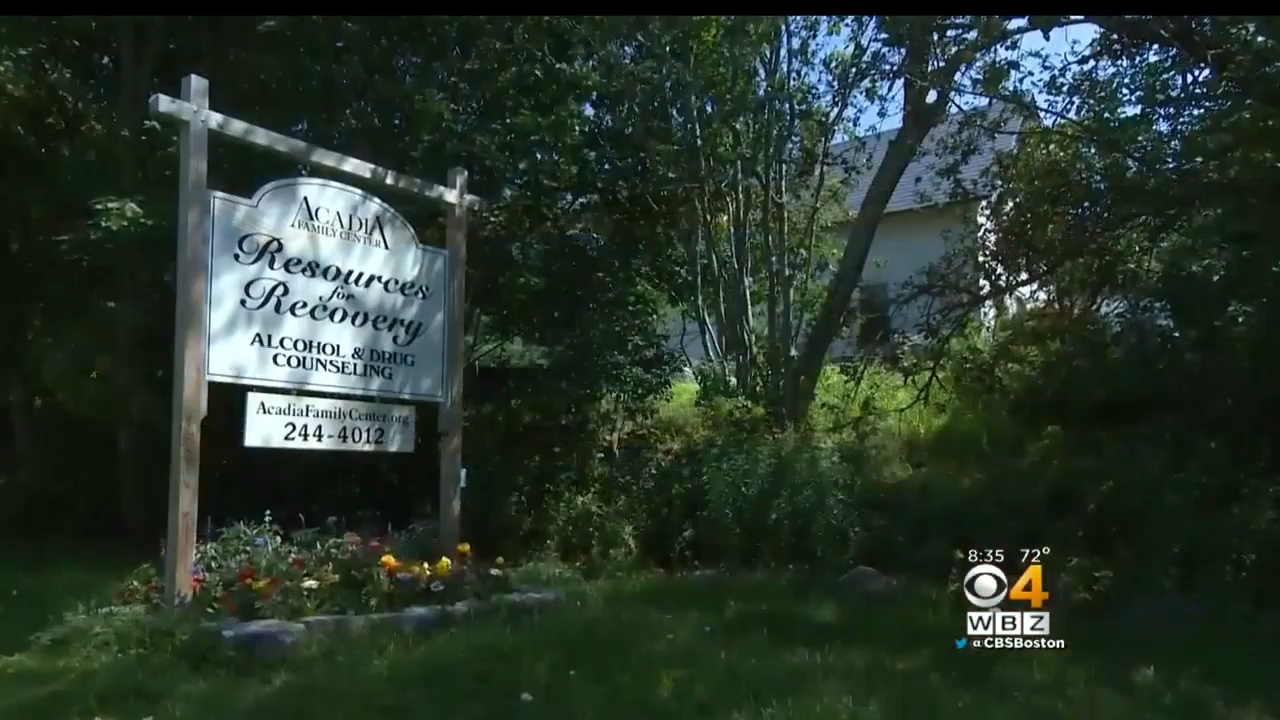 ACADIA
FAMILY CENTER
Resources
for
Recovery
ALCOHOL & DRUG
COUNSELING
AcadiaFamilyCenter.org
244-4012
8:35 72°
4
WBZ
@CBSBoston